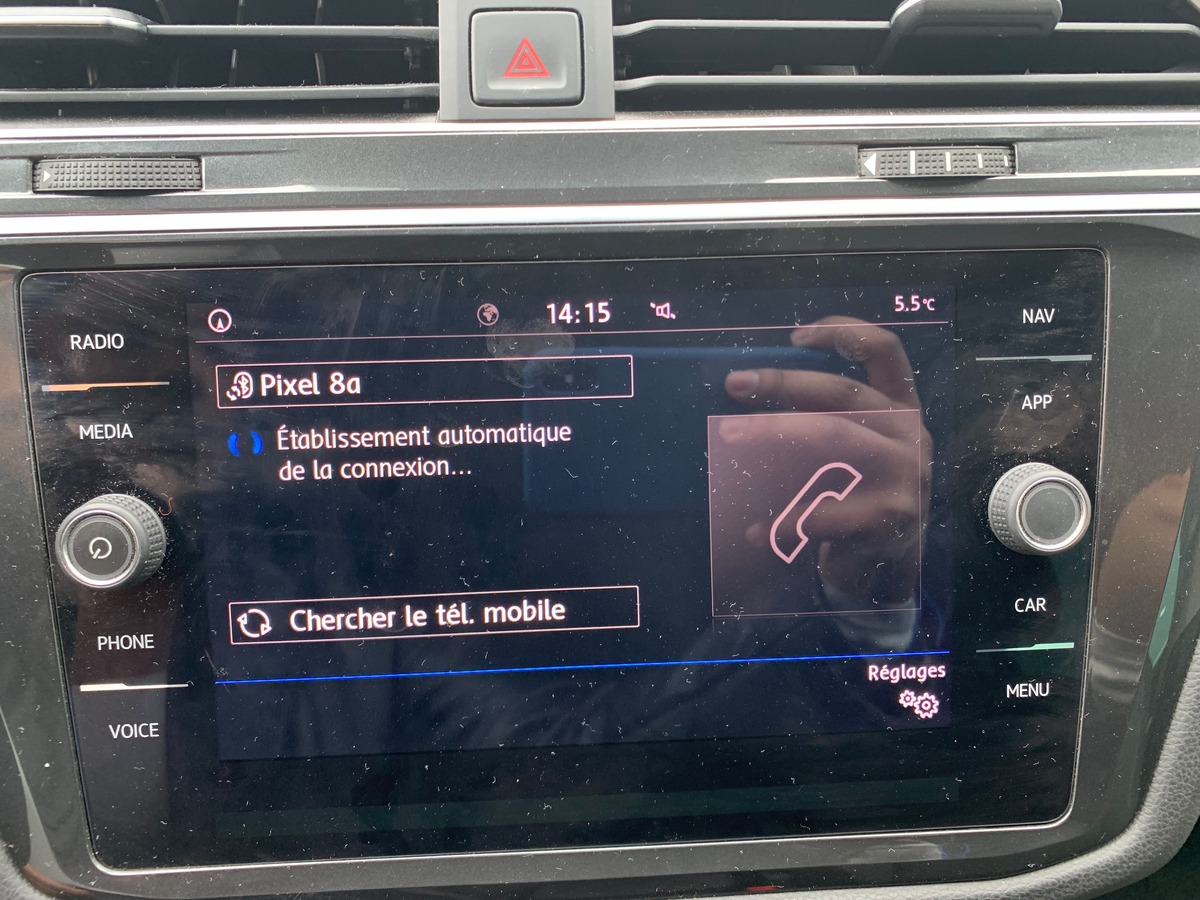 14:15
5.5°C
RADIO
MEDIA
PHONE
VOICE
Pixel 8a
Établissement automatique
de la connexion...
Chercher le tél. mobile
Réglages
NAV
APP
CAR
MENU